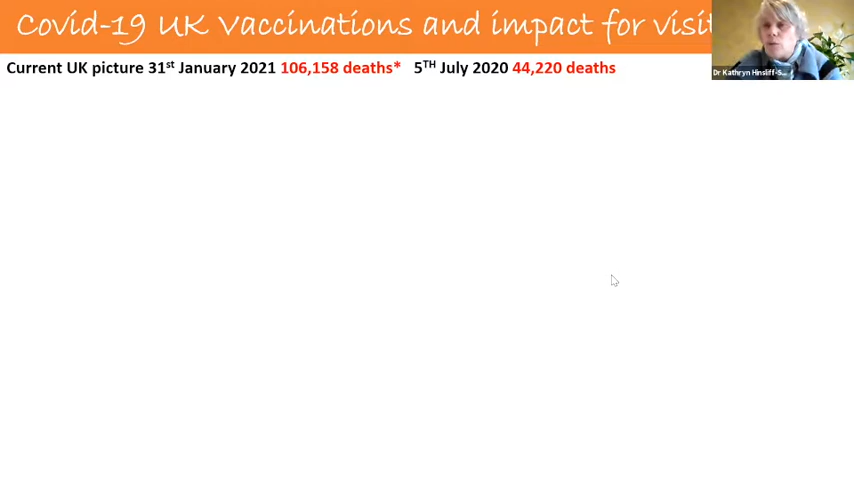 Covid-19 UK Vaccinations and impact for visit
Current UK picture 31st January 2021 106,158 deaths* 5TH July 2020 44,220 deaths
Dr Kathryn Hinsliff-S...